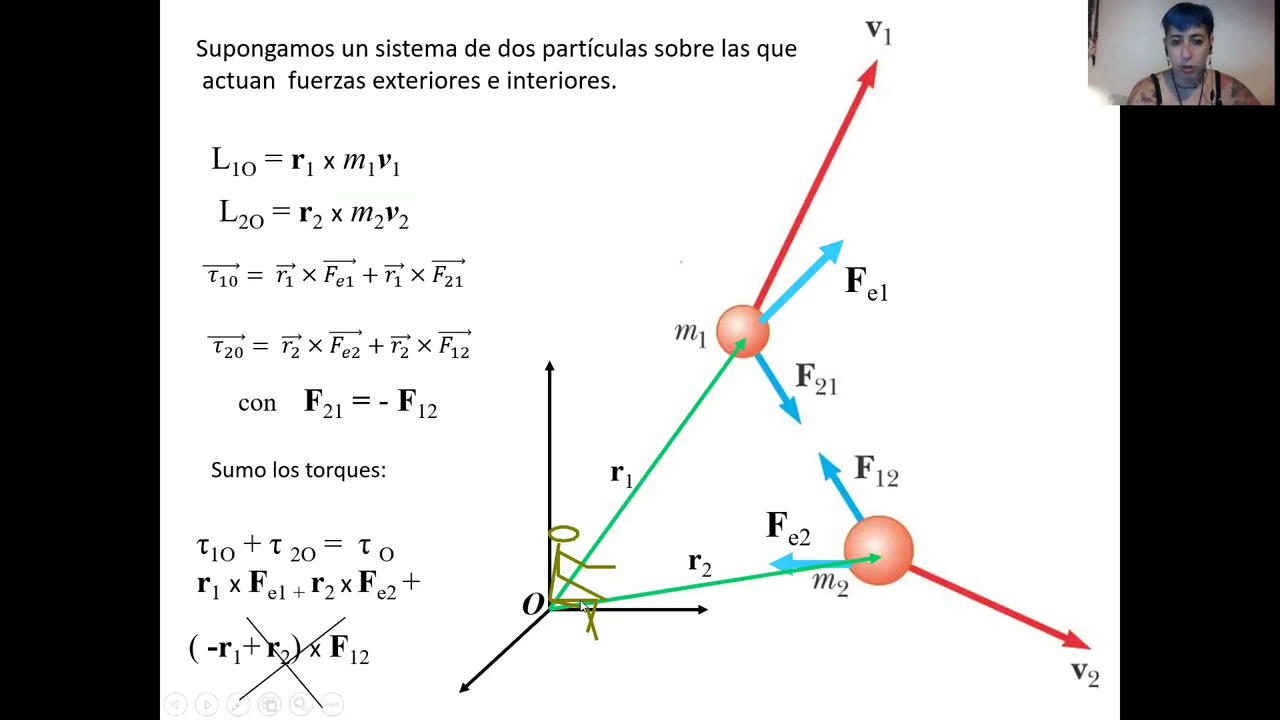 Supongamos un sistema de dos partículas sobre las que
actuan fuerzas exteriores e interiores.
L1O = r1 x m1v1
L2O = r2 x m2v2
τ10 = r1 × Fe1 + r1 × F21
τ20 = r2 × Fe2 + r2 × F12
con F21 = - F12
Sumo los torques:
τ1O + τ 2O = τ O
r1 x Fe1 + r2 x Fe2 +
( -r1+ r2) x F12
v1
Fe1
m1
F21
r1
F12
Fe2
r2
m2
O
v2